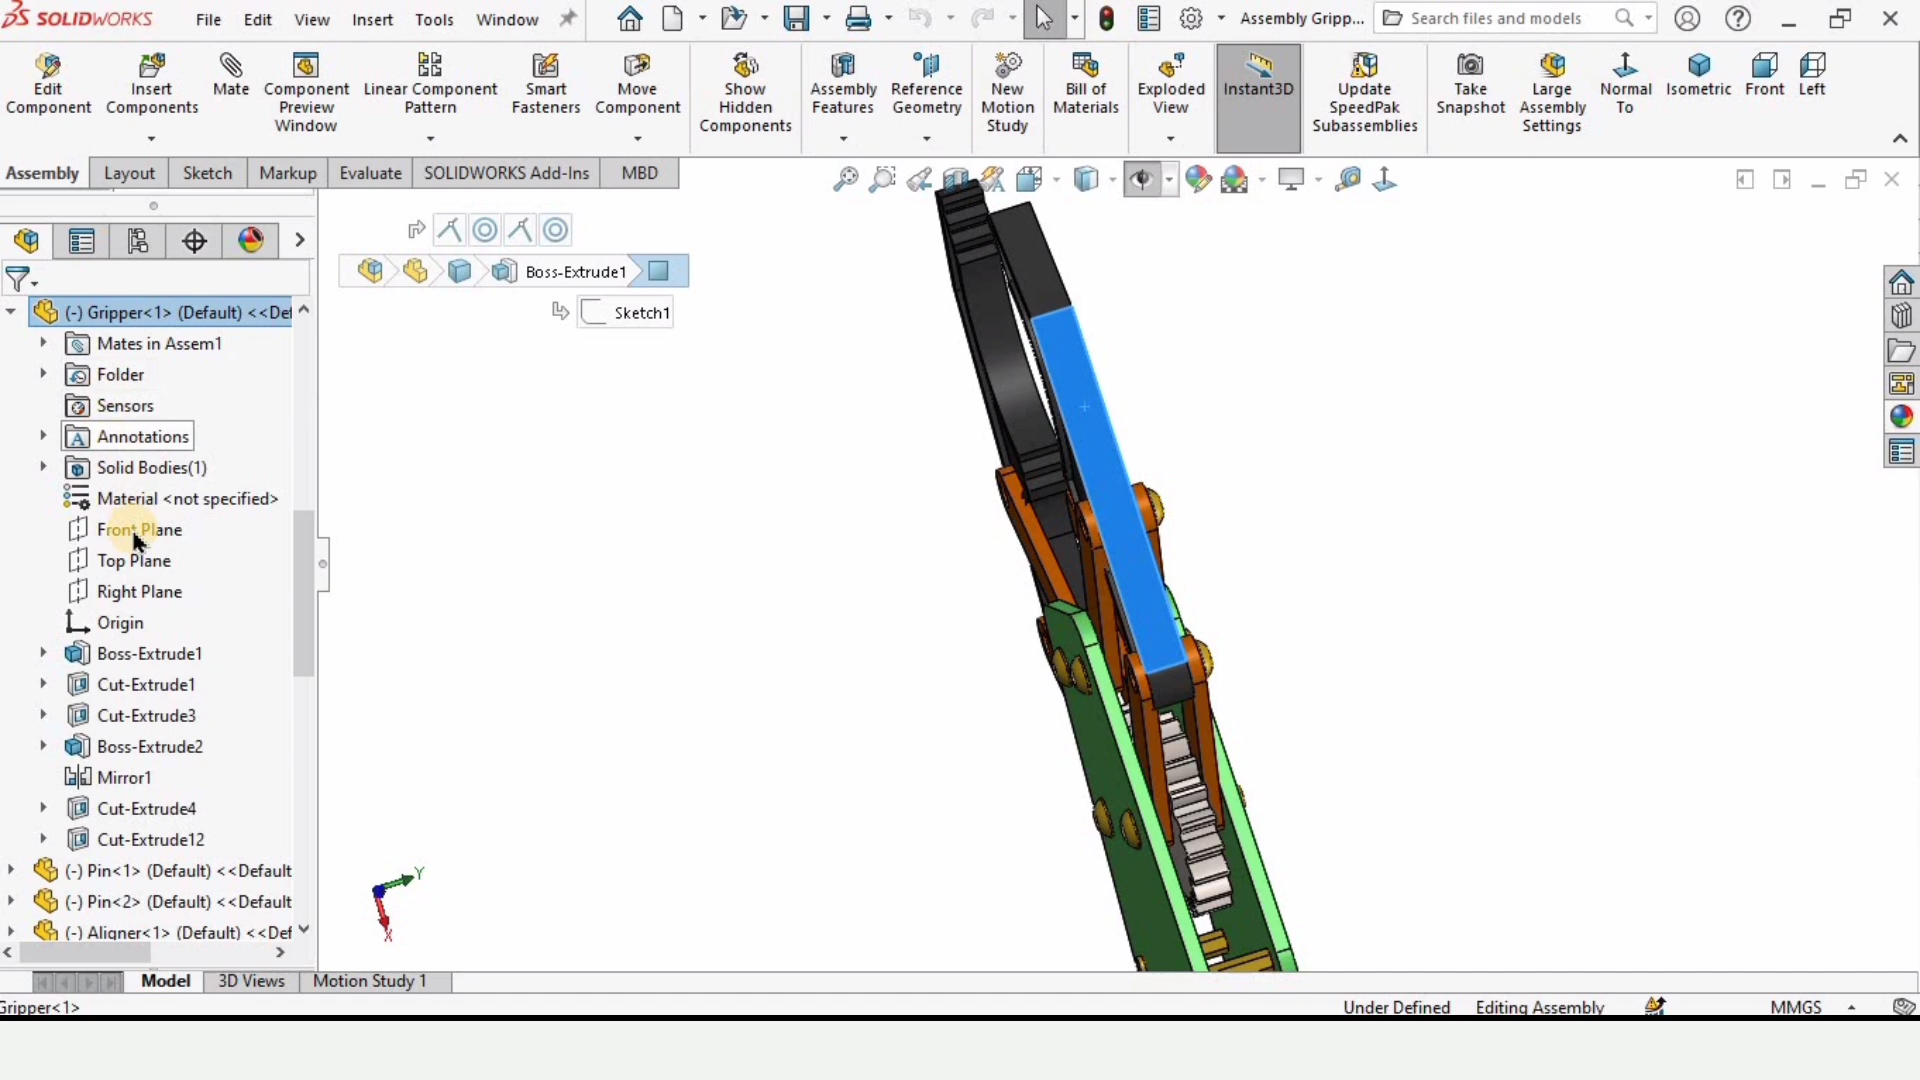 SOLIDWORKS File Edit View Insert Tools Window Assembly Gripp... Search files and models
Edit Component
Insert Components
Mate
Component Preview Window
Linear Component Pattern
Smart Fasteners
Move Component
Show Hidden Components
Assembly Features
Reference Geometry
New Motion Study
Bill of Materials
Exploded View
Instant3D
Update SpeedPak Subassemblies
Take Snapshot
Large Assembly Settings
Normal To
Isometric
Front
Left
Assembly Layout Sketch Markup Evaluate SOLIDWORKS Add-Ins MBD
Boss-Extrude1
Sketch1
(-) Gripper<1> (Default) <<Def
Mates in Assem1
Folder
Sensors
Annotations
Solid Bodies(1)
Material <not specified>
Front Plane
Top Plane
Right Plane
Origin
Boss-Extrude1
Cut-Extrude1
Cut-Extrude3
Boss-Extrude2
Mirror1
Cut-Extrude4
Cut-Extrude12
(-) Pin<1> (Default) <<Default
(-) Pin<2> (Default) <<Default
(-) Aligner<1> (Default) <<Def
Y
X
Model 3D Views Motion Study 1
Gripper<1> Under Defined Editing Assembly MMGS